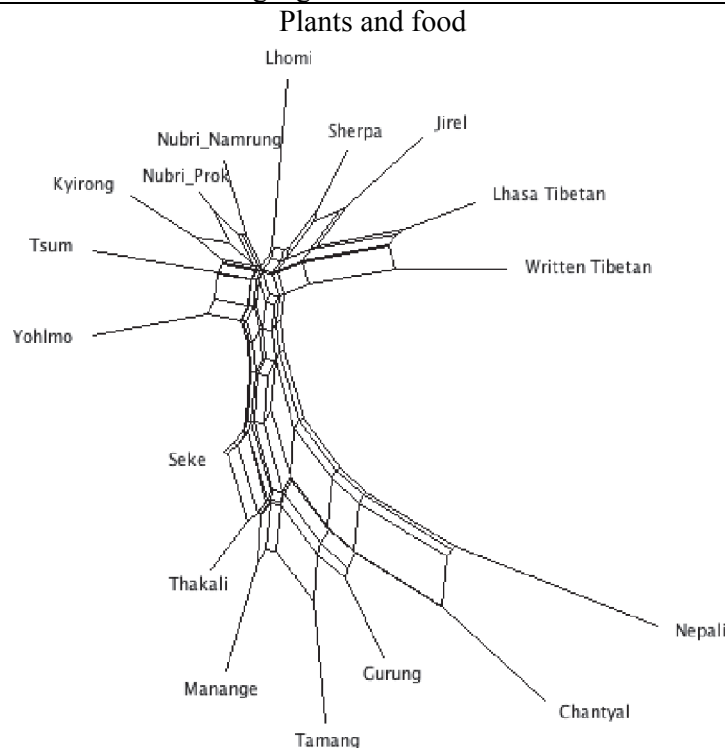 Plants and food
Lhomi
Sherpa
Jirel
Nubri_Namrung
Nubri_Prok
Kyirong
Lhasa Tibetan
Tsum
Written Tibetan
Yohlmo
Seke
Thakali
Nepali
Gurung
Manange
Chantyal
Tamang